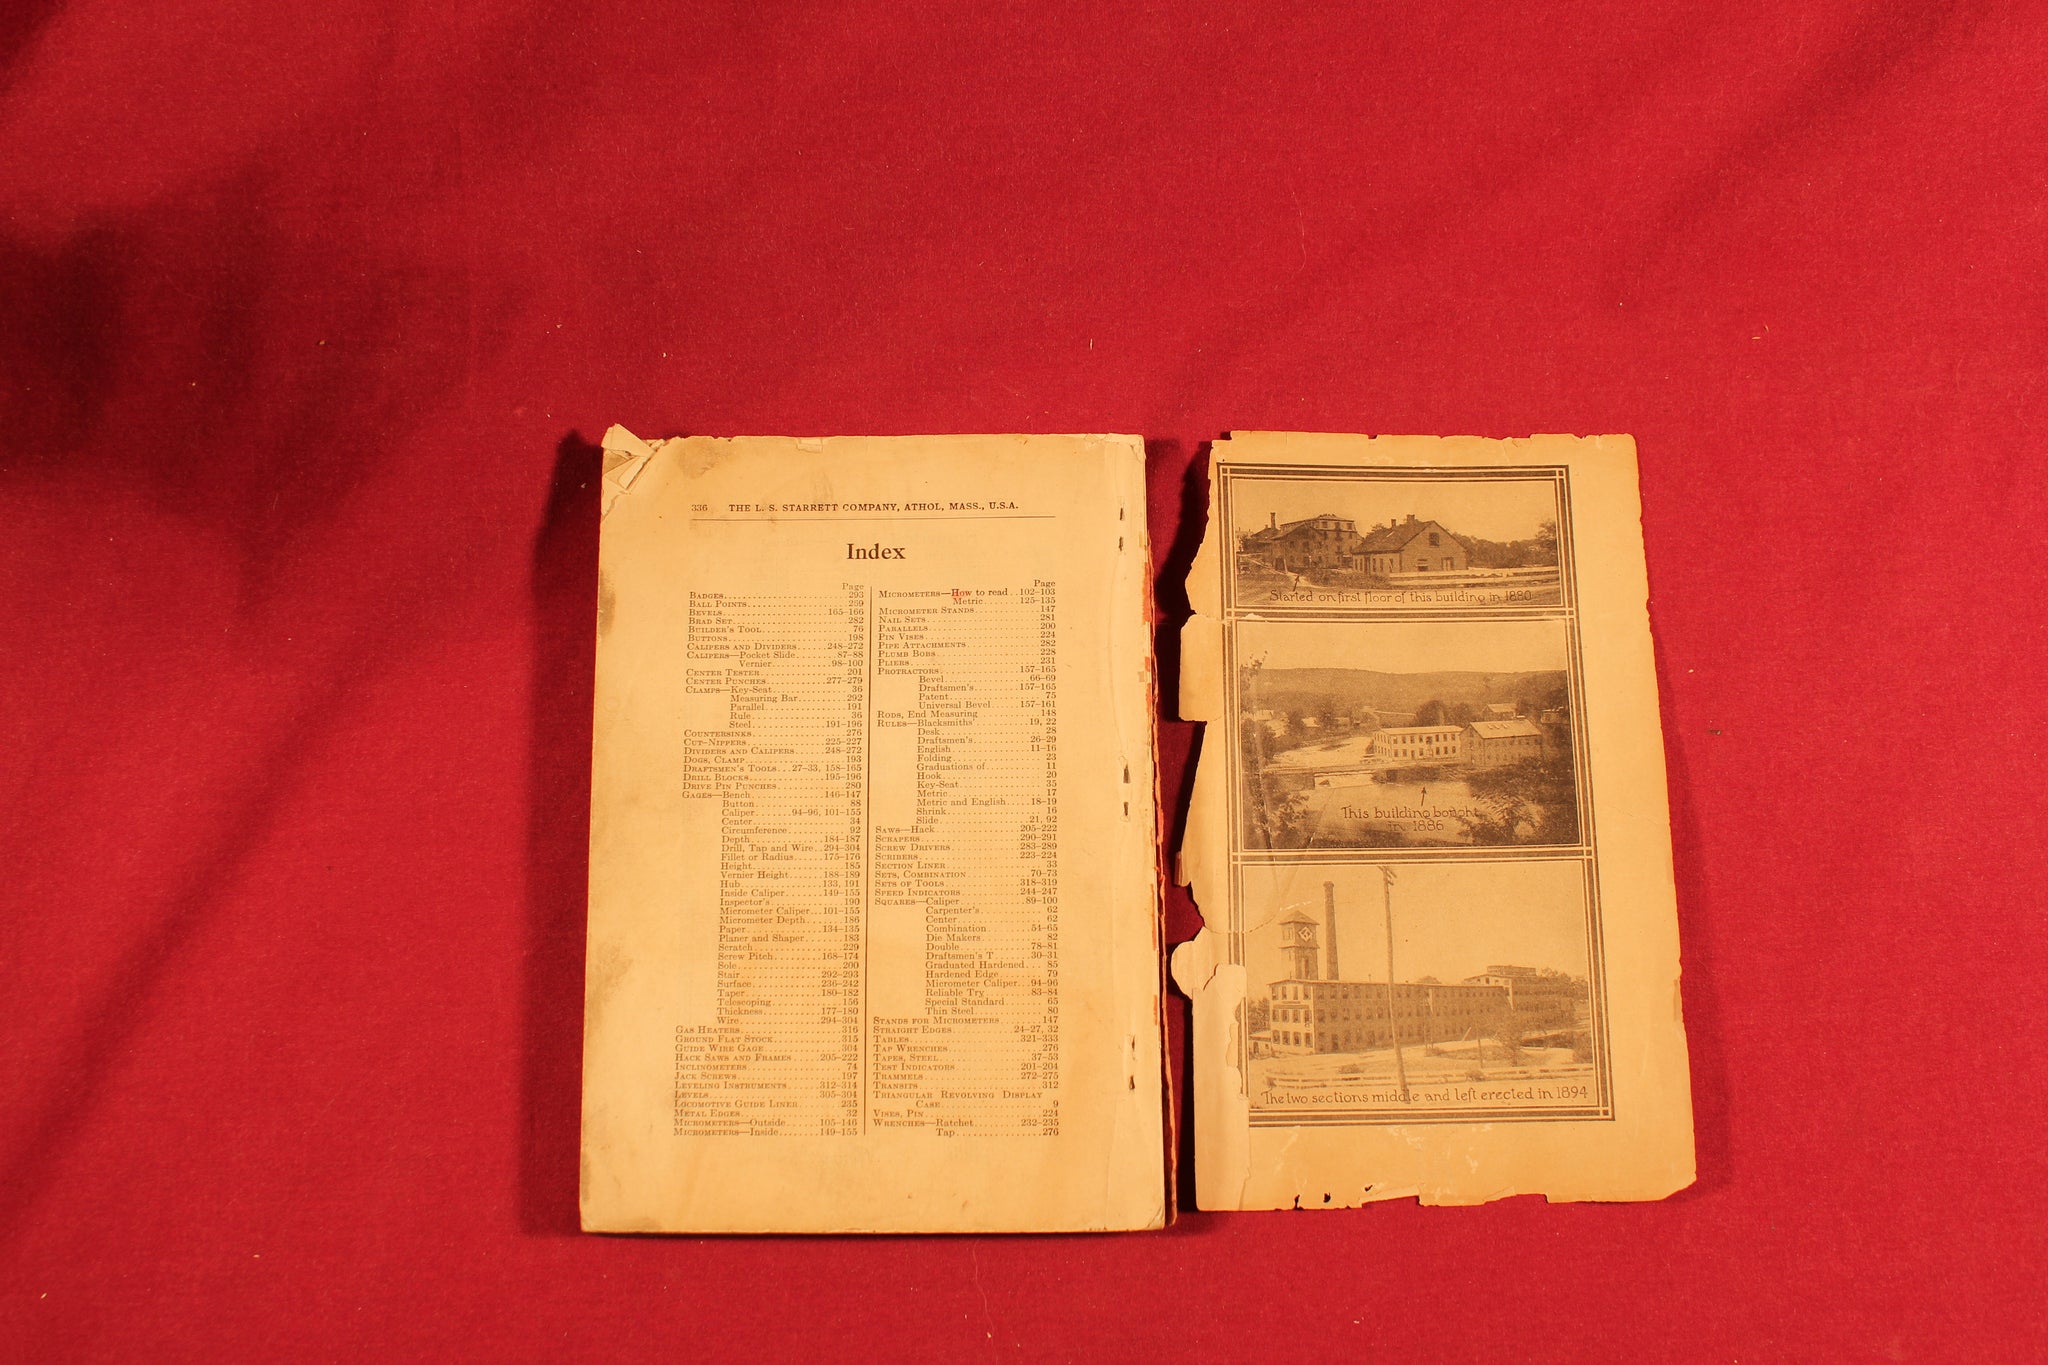 336 THE L. S. STARRETT COMPANY, ATHOL, MASS., U.S.A.
Index
Page
BADGES 293
BALL POINTS 269
BEVELS 165-166
BRAD SET 282
BUILDER'S TOOL 76
BUTTONS 198
CALIPERS AND DIVIDERS 248-272
CALIPERS—Pocket Slide 87-88
Vernier 98-100
CENTER TESTER 201
CENTER PUNCHES 277-279
CLAMPS—Key-Seat 36
Measuring Bar 292
Parallel 191
Rule 36
Steel 191-196
COUNTERSINKS 276
CUT-NIPPERS 225-227
DIVIDERS AND CALIPERS 248-272
DOGS, CLAMP 193
DRAFTSMEN'S TOOLS 27-33, 158-165
DRILL BLOCKS 195-196
DRIVE PIN PUNCHES 280
GAGES—Bench 146-147
Button 88
Caliper 94-96, 101-155
Center 34
Circumference 92
Depth 184-187
Drill, Tap and Wire 294-304
Fillet or Radius 175-176
Height 185
Vernier Height 188-189
Hub 133, 191
Inside Caliper 149-155
Inspector's 190
Micrometer Caliper 101-155
Micrometer Depth 186
Paper 134-135
Planer and Shaper 183
Scratch 229
Screw Pitch 168-174
Sole 200
Stair 292-293
Surface 236-242
Taper 180-182
Telescoping 156
Thickness 177-180
Wire 294-304
GAS HEATERS 316
GROUND FLAT STOCK 315
GUIDE WIRE GAGE 304
HACK SAWS AND FRAMES 205-222
INCLINOMETERS 74
JACK SCREWS 197
LEVELING INSTRUMENTS 312-314
LEVELS 305-304
LOCOMOTIVE GUIDE LINER 235
METAL EDGES 32
MICROMETERS—Outside 105-146
MICROMETERS—Inside 149-155
Page
MICROMETERS—How to read 102-103
Metric 125-135
MICROMETER STANDS 147
NAIL SETS 281
PARALLELS 200
PIN VISES 224
PIPE ATTACHMENTS 282
PLUMB BOBS 228
PLIERS 231
PROTRACTORS 157-165
Bevel 66-69
Draftsmen's 157-165
Patent 75
Universal Bevel 157-161
RODS, End Measuring 148
RULES—Blacksmiths' 19, 22
Desk 28
Draftsmen's 26-29
English 11-16
Folding 23
Graduations of 11
Hook 20
Key-Seat 35
Metric 17
Metric and English 18-19
Shrink 16
Slide 21, 92
SAWS—Hack 205-222
SCRAPERS 290-291
SCREW DRIVERS 283-289
SCRIBERS 223-224
SECTION LINER 33
SETS, COMBINATION 70-73
SETS OF TOOLS 318-319
SPEED INDICATORS 244-247
SQUARES—Caliper 89-100
Carpenter's 62
Center 62
Combination 54-65
Die Makers 82
Double 78-81
Draftsmen's T 30-31
Graduated Hardened 85
Hardened Edge 79
Micrometer Caliper 94-96
Reliable Try 83-84
Special Standard 65
Thin Steel 80
STANDS FOR MICROMETERS 147
STRAIGHT EDGES 24-27, 32
TABLES 321-333
TAP WRENCHES 276
TAPES, STEEL 37-53
TEST INDICATORS 201-204
TRAMMELS 272-275
TRANSITS 312
TRIANGULAR REVOLVING DISPLAY
CASE 9
VISES, PIN 224
WRENCHES—Ratchet 232-235
Tap 276
Started on first floor of this building in 1880
This building bought
in 1886
The two sections middle and left erected in 1894